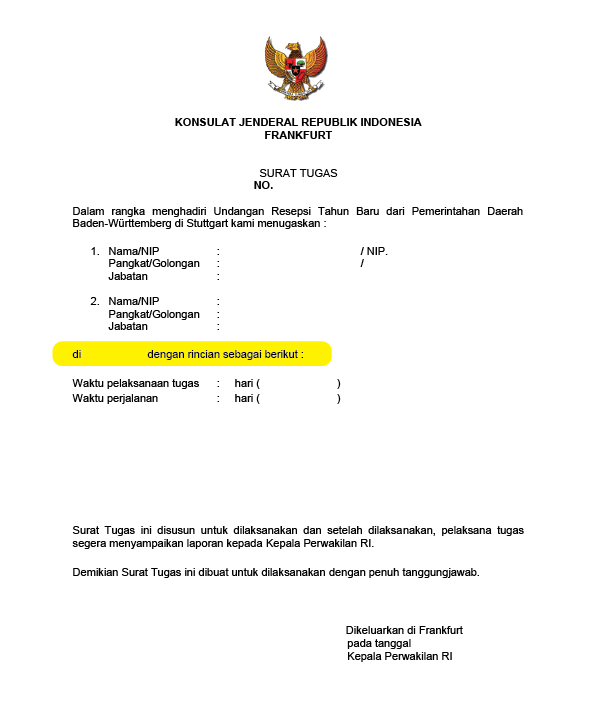 KONSULAT JENDERAL REPUBLIK INDONESIA
FRANKFURT
SURAT TUGAS
NO.
Dalam rangka menghadiri Undangan Resepsi Tahun Baru dari Pemerintahan Daerah
Baden-Württemberg di Stuttgart kami menugaskan :
1. Nama/NIP : / NIP.
Pangkat/Golongan : /
Jabatan :
2. Nama/NIP :
Pangkat/Golongan :
Jabatan :
di dengan rincian sebagai berikut :
Waktu pelaksanaan tugas : hari ( )
Waktu perjalanan : hari ( )
Surat Tugas ini disusun untuk dilaksanakan dan setelah dilaksanakan, pelaksana tugas
segera menyampaikan laporan kepada Kepala Perwakilan RI.
Demikian Surat Tugas ini dibuat untuk dilaksanakan dengan penuh tanggungjawab.
Dikeluarkan di Frankfurt
pada tanggal
Kepala Perwakilan RI